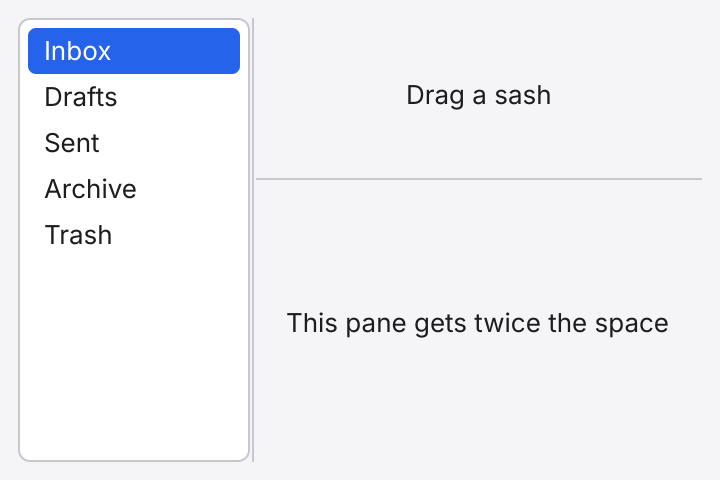 Inbox
Drafts
Sent
Archive
Trash
Drag a sash
This pane gets twice the space